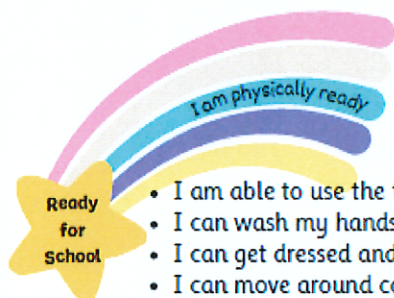 I am physically ready
Ready
for
School
• I am able to use the
• I can wash my hands
• I can get dressed and
• I can move around